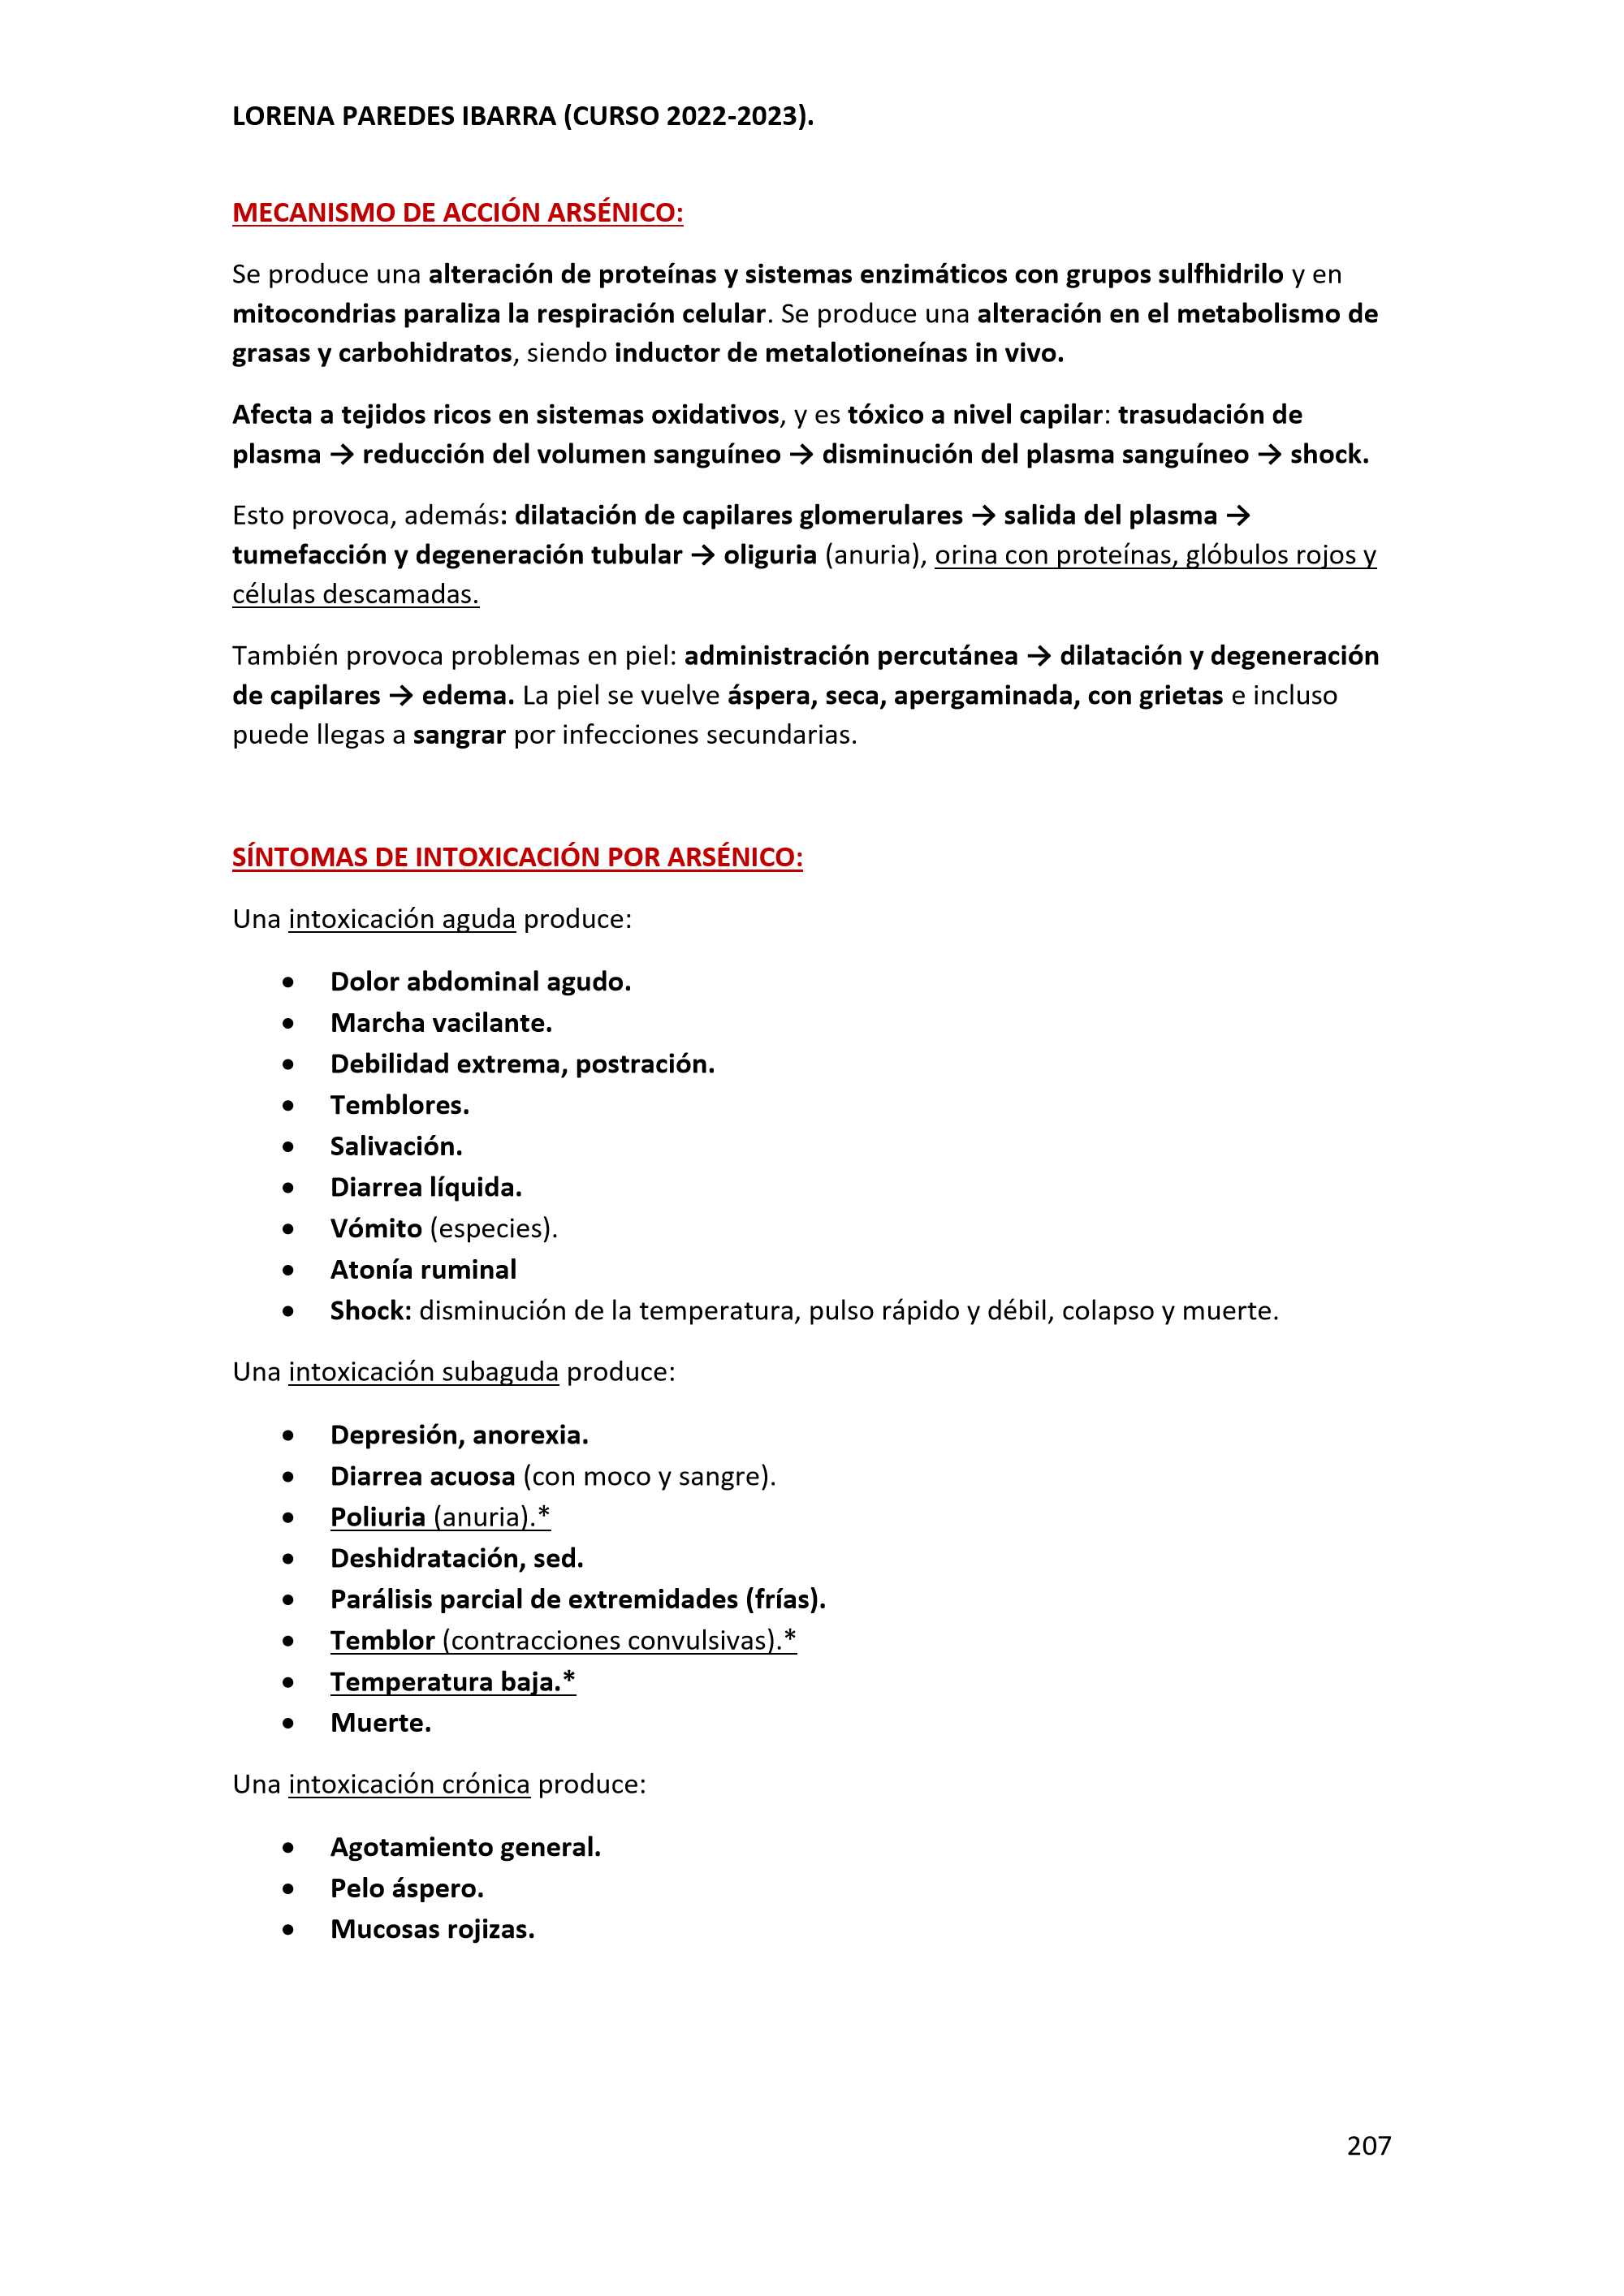 LORENA PAREDES IBARRA (CURSO 2022-2023).
MECANISMO DE ACCIÓN ARSÉNICO:
Se produce una alteración de proteínas y sistemas enzimáticos con grupos sulfhidrilo y en
mitocondrias paraliza la respiración celular. Se produce una alteración en el metabolismo de
grasas y carbohidratos, siendo inductor de metalotioneínas in vivo.
Afecta a tejidos ricos en sistemas oxidativos, y es tóxico a nivel capilar: trasudación de
plasma → reducción del volumen sanguíneo → disminución del plasma sanguíneo → shock.
Esto provoca, además: dilatación de capilares glomerulares → salida del plasma →
tumefacción y degeneración tubular → oliguria (anuria), orina con proteínas, glóbulos rojos y
células descamadas.
También provoca problemas en piel: administración percutánea → dilatación y degeneración
de capilares → edema. La piel se vuelve áspera, seca, apergaminada, con grietas e incluso
puede llegas a sangrar por infecciones secundarias.
SÍNTOMAS DE INTOXICACIÓN POR ARSÉNICO:
Una intoxicación aguda produce:
• Dolor abdominal agudo.
• Marcha vacilante.
• Debilidad extrema, postración.
• Temblores.
• Salivación.
• Diarrea líquida.
• Vómito (especies).
• Atonía ruminal
• Shock: disminución de la temperatura, pulso rápido y débil, colapso y muerte.
Una intoxicación subaguda produce:
• Depresión, anorexia.
• Diarrea acuosa (con moco y sangre).
• Poliuria (anuria).*
• Deshidratación, sed.
• Parálisis parcial de extremidades (frías).
• Temblor (contracciones convulsivas).*
• Temperatura baja.*
• Muerte.
Una intoxicación crónica produce:
• Agotamiento general.
• Pelo áspero.
• Mucosas rojizas.
207